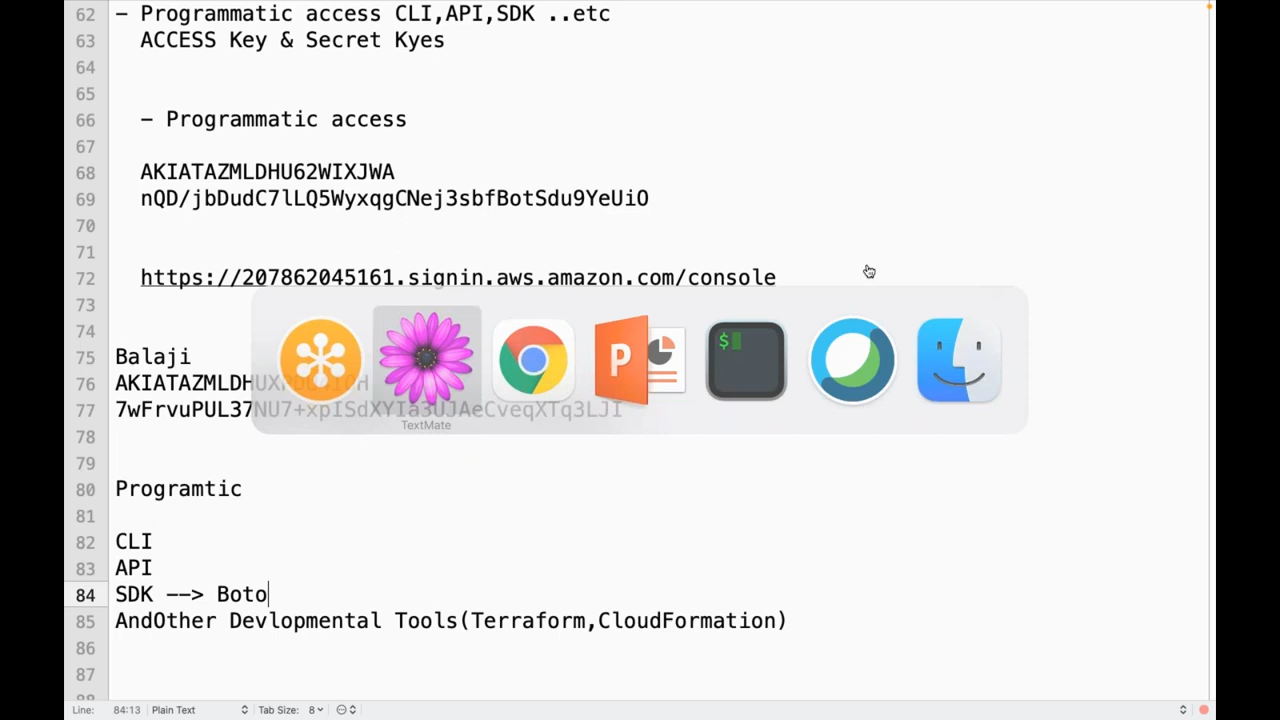 62 - Programmatic access CLI,API,SDK ..etc
63 ACCESS Key & Secret Kyes
64
65
66 - Programmatic access
67
68 AKIATAZMLDHU62WIXJWA
69 nQD/jbDudC7lLQ5WyxqgCNej3sbfBotSdu9YeUiO
70
71
72 https://207862045161.signin.aws.amazon.com/console
73
74
75 Balaji
76
77 7wFrvuPUL37NU7+xpISdXYIa3UJAeCveqXTq3LJI
TextMate
78
79
80 Programtic
81
82 CLI
83 API
84 SDK --> Boto
85 AndOther Devlopmental Tools(Terraform,CloudFormation)
86
87
88
Line: 84:13 Plain Text Tab Size: 8